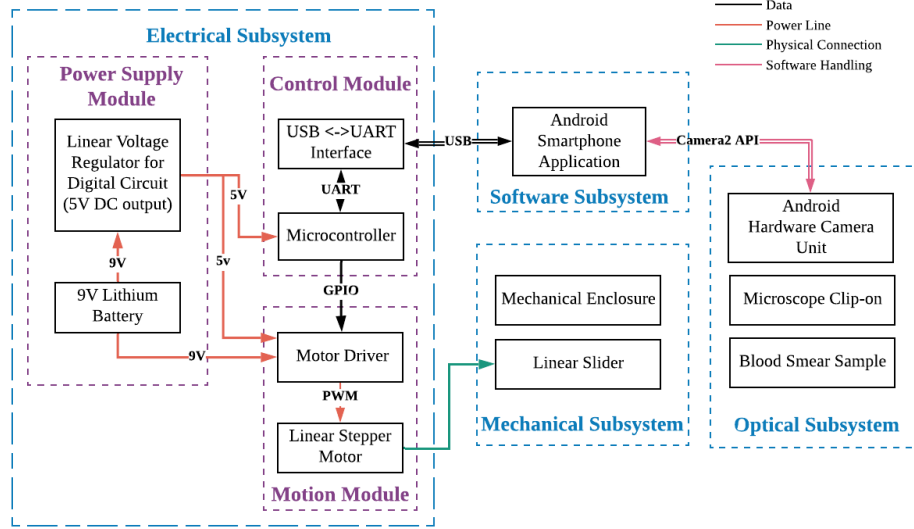 Data
Power Line
Physical Connection
Software Handling
Electrical Subsystem
Power Supply
Module
Linear Voltage
Regulator for
Digital Circuit
(5V DC output)
9V
9V Lithium
Battery
5V
5v
9V
Control Module
USB <->UART
Interface
UART
Microcontroller
GPIO
Motor Driver
PWM
Linear Stepper
Motor
Motion Module
USB
Android
Smartphone
Application
Software Subsystem
Camera2 API
Mechanical Enclosure
Linear Slider
Mechanical Subsystem
Android
Hardware Camera
Unit
Microscope Clip-on
Blood Smear Sample
Optical Subsystem